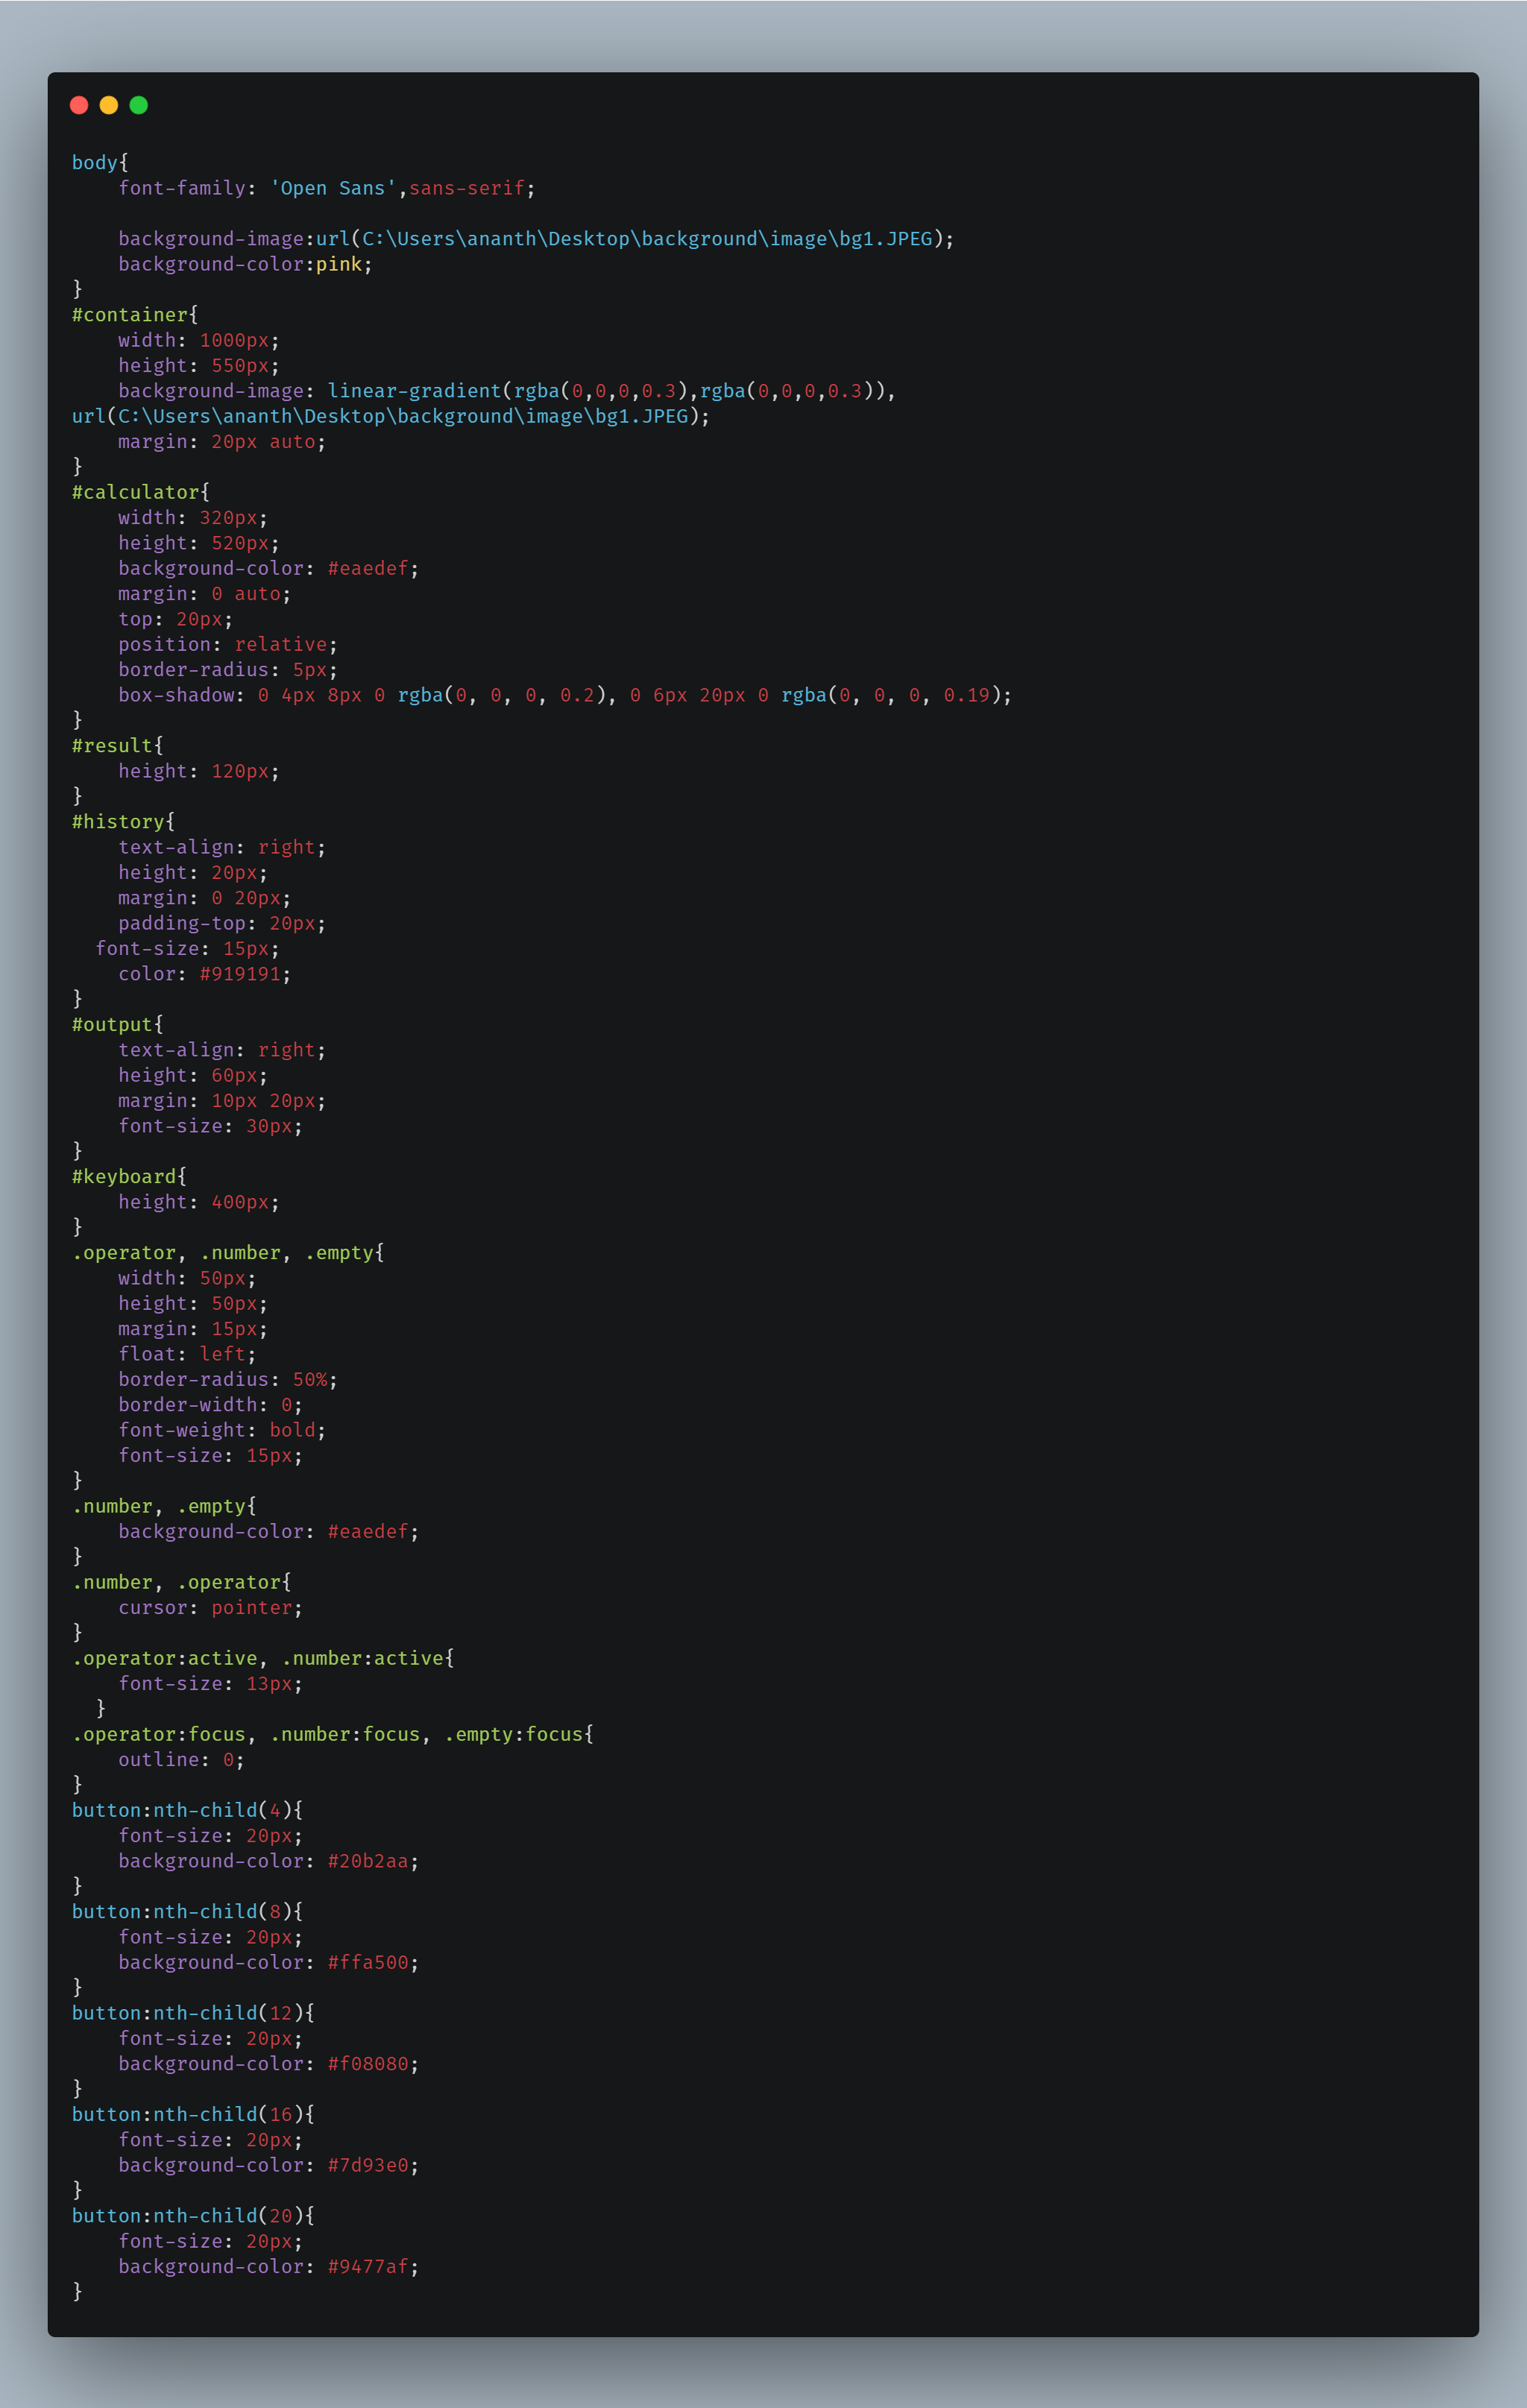 body{
    font-family: 'Open Sans',sans-serif;

    background-image:url(C:\Users\ananth\Desktop\background\image\bg1.JPEG);
    background-color:pink;
}
#container{
    width: 1000px;
    height: 550px;
    background-image: linear-gradient(rgba(0,0,0,0.3),rgba(0,0,0,0.3)),
url(C:\Users\ananth\Desktop\background\image\bg1.JPEG);
    margin: 20px auto;
}
#calculator{
    width: 320px;
    height: 520px;
    background-color: #eaedef;
    margin: 0 auto;
    top: 20px;
    position: relative;
    border-radius: 5px;
    box-shadow: 0 4px 8px 0 rgba(0, 0, 0, 0.2), 0 6px 20px 0 rgba(0, 0, 0, 0.19);
}
#result{
    height: 120px;
}
#history{
    text-align: right;
    height: 20px;
    margin: 0 20px;
    padding-top: 20px;
  font-size: 15px;
    color: #919191;
}
#output{
    text-align: right;
    height: 60px;
    margin: 10px 20px;
    font-size: 30px;
}
#keyboard{
    height: 400px;
}
.operator, .number, .empty{
    width: 50px;
    height: 50px;
    margin: 15px;
    float: left;
    border-radius: 50%;
    border-width: 0;
    font-weight: bold;
    font-size: 15px;
}
.number, .empty{
    background-color: #eaedef;
}
.number, .operator{
    cursor: pointer;
}
.operator:active, .number:active{
    font-size: 13px;
  }
.operator:focus, .number:focus, .empty:focus{
    outline: 0;
}
button:nth-child(4){
    font-size: 20px;
    background-color: #20b2aa;
}
button:nth-child(8){
    font-size: 20px;
    background-color: #ffa500;
}
button:nth-child(12){
    font-size: 20px;
    background-color: #f08080;
}
button:nth-child(16){
    font-size: 20px;
    background-color: #7d93e0;
}
button:nth-child(20){
    font-size: 20px;
    background-color: #9477af;
}